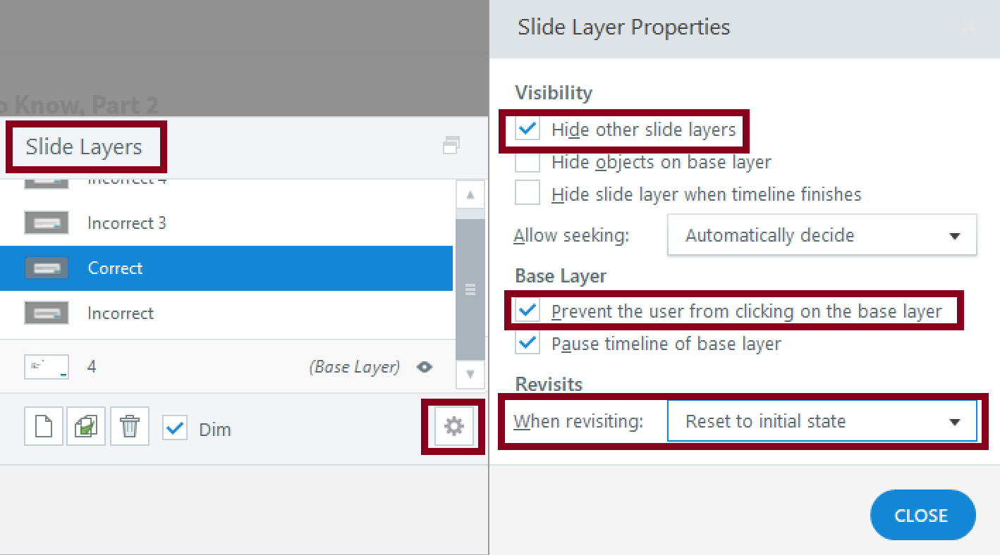 o Know, Part 2
Slide Layers
Incorrect 4
Incorrect 3
Correct
Incorrect
4 (Base Layer)
Dim
Slide Layer Properties
Visibility
Hide other slide layers
Hide objects on base layer
Hide slide layer when timeline finishes
Allow seeking: Automatically decide
Base Layer
Prevent the user from clicking on the base layer
Pause timeline of base layer
Revisits
When revisiting: Reset to initial state
CLOSE